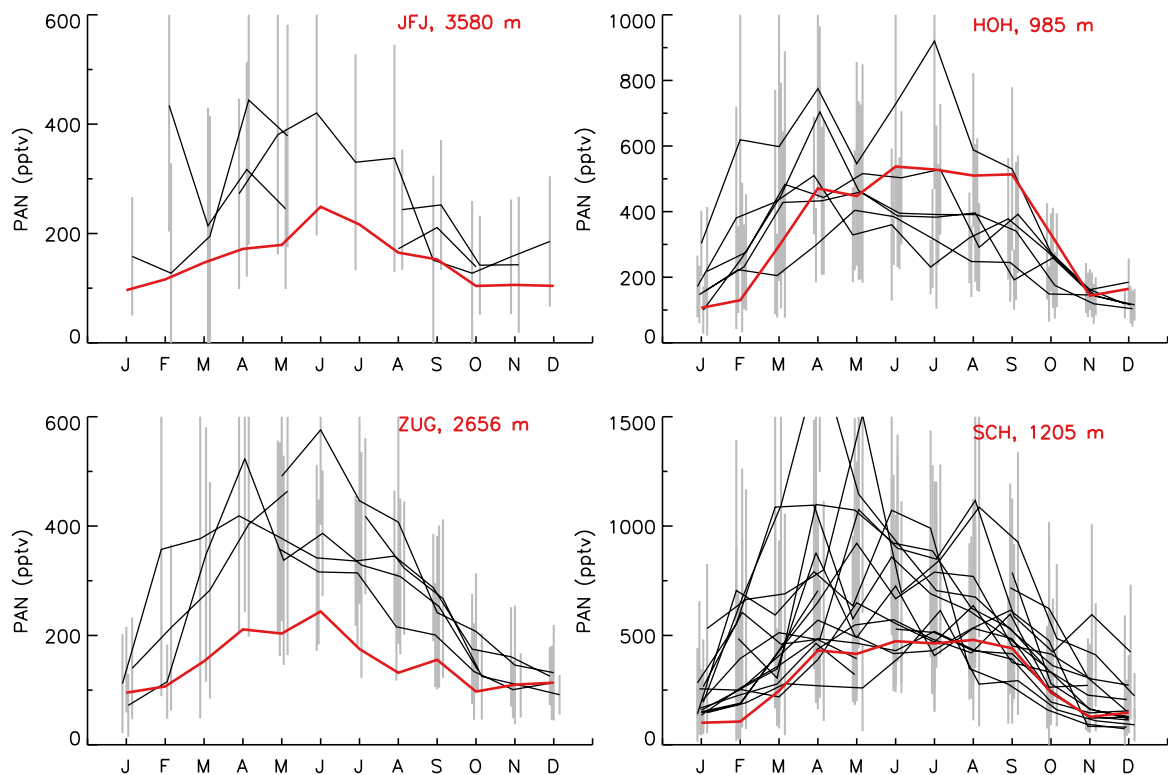 JFJ, 3580 m
PAN (pptv)
600
400
200
0
J F M A M J J A S O N D
HOH, 985 m
PAN (pptv)
1000
800
600
400
200
0
J F M A M J J A S O N D
ZUG, 2656 m
PAN (pptv)
600
400
200
0
J F M A M J J A S O N D
SCH, 1205 m
PAN (pptv)
1500
1000
500
0
J F M A M J J A S O N D